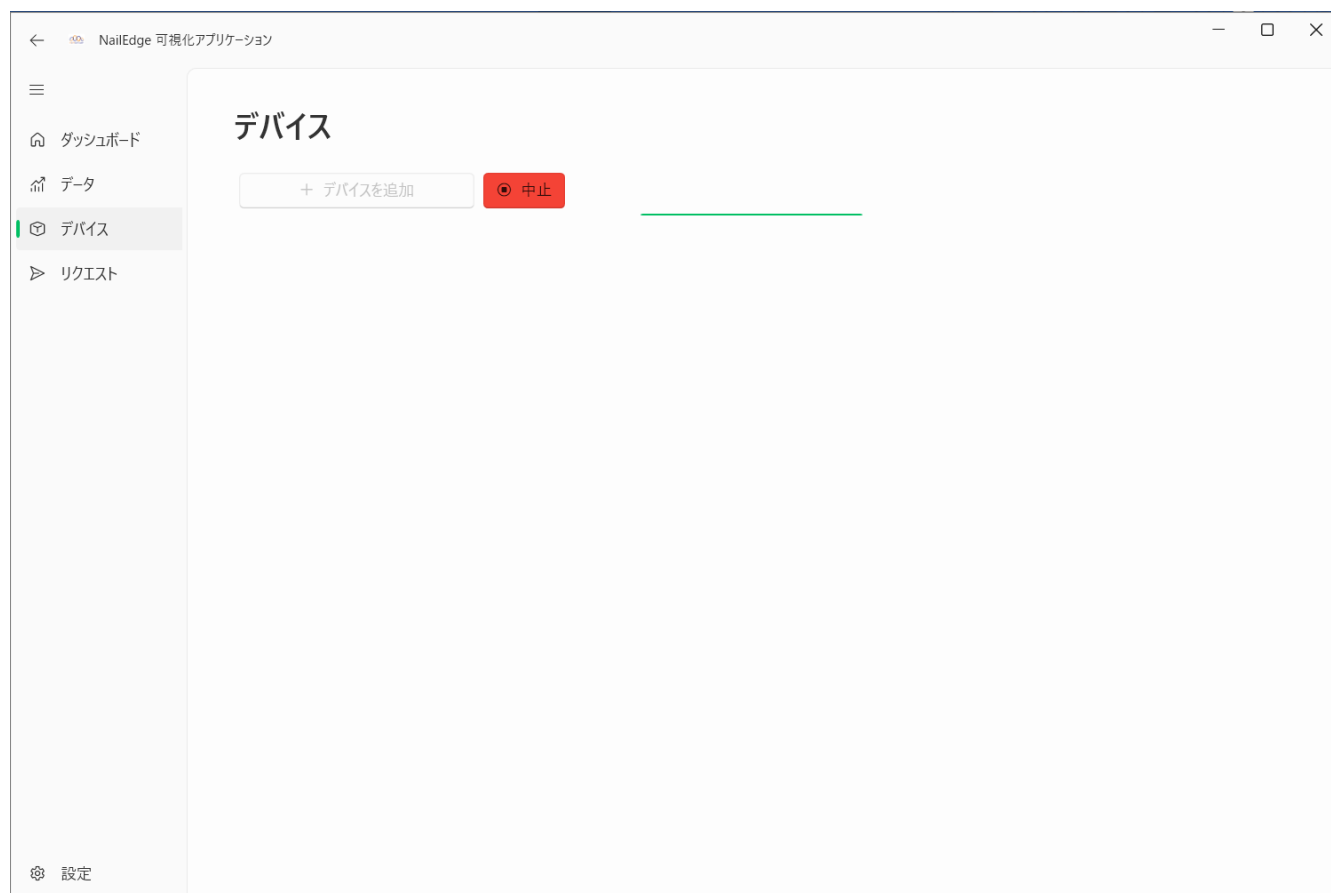 NailEdge 可視化アプリケーション
ダッシュボード
データ
デバイス
リクエスト
設定
デバイス
デバイスを追加
中止